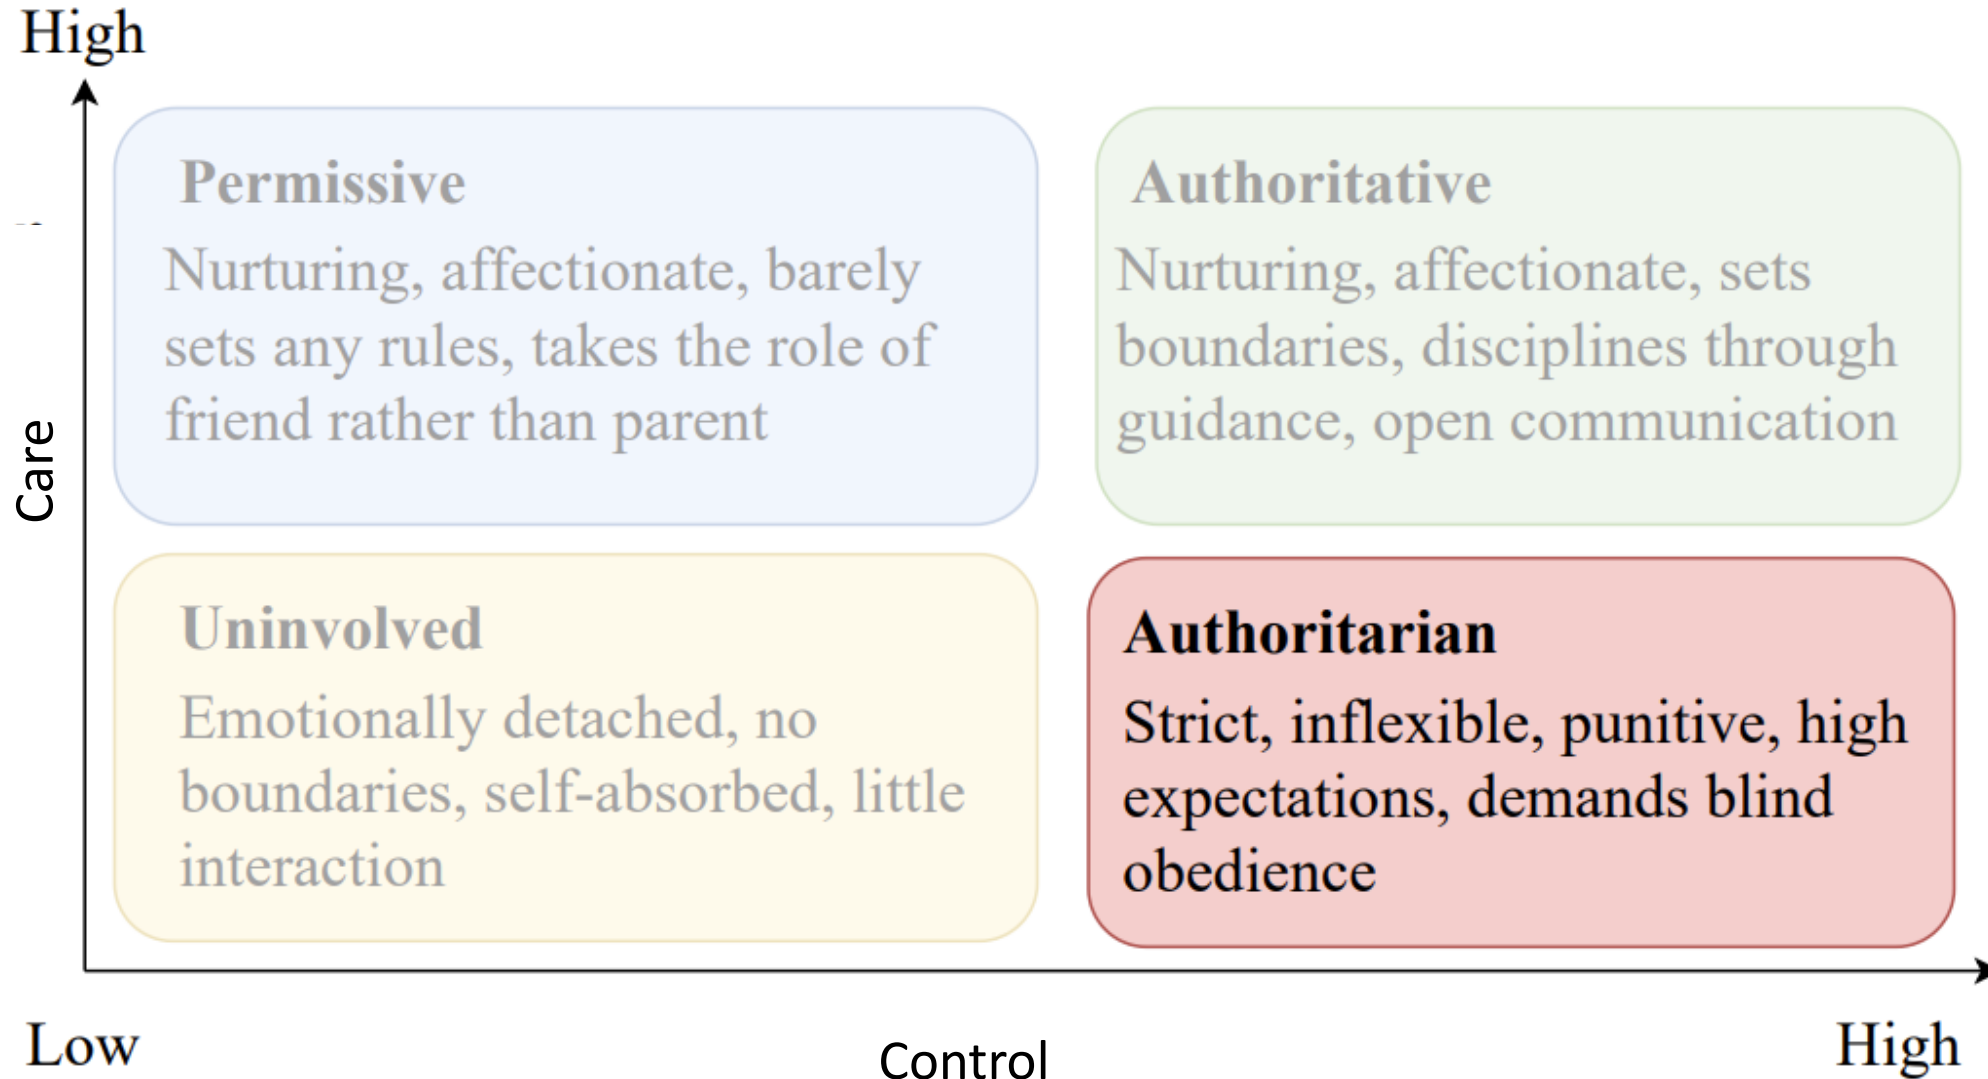 High
Permissive
Nurturing, affectionate, barely
sets any rules, takes the role of
friend rather than parent
Authoritative
Nurturing, affectionate, sets
boundaries, disciplines through
guidance, open communication
Care
Uninvolved
Emotionally detached, no
boundaries, self-absorbed, little
interaction
Authoritarian
Strict, inflexible, punitive, high
expectations, demands blind
obedience
Low
Control
High